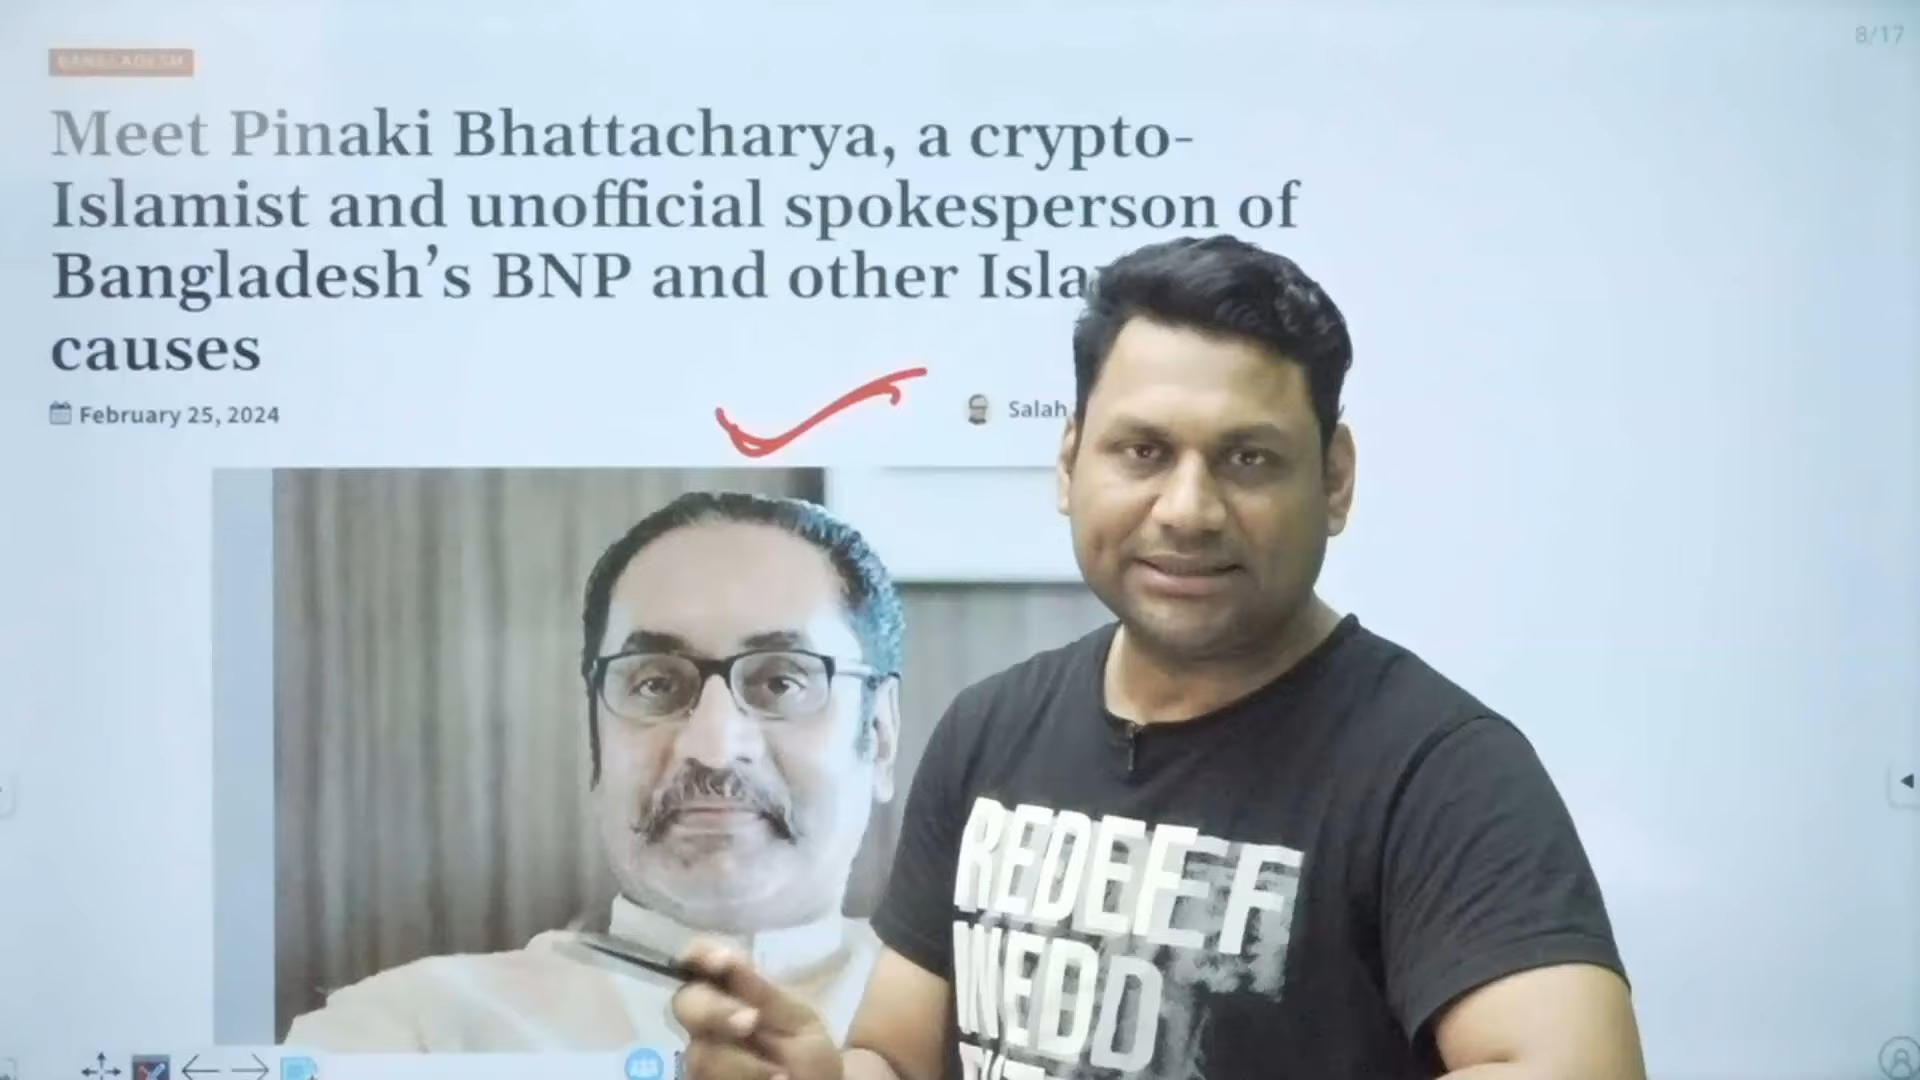 8/17
BANGLADESH
Meet Pinaki Bhattacharya, a crypto-
Islamist and unofficial spokesperson of
Bangladesh's BNP and other
causes
February 25, 2024
Salah
REDEF